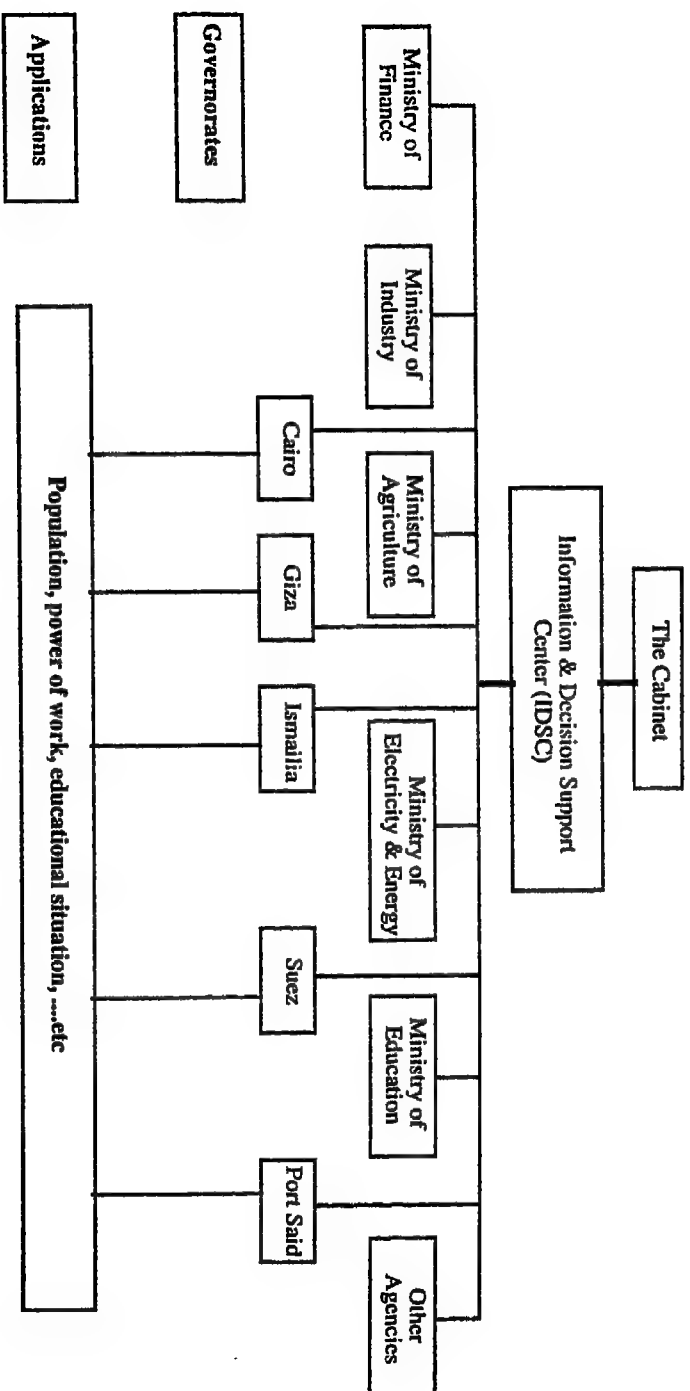 The Cabinet
Information & Decision Support
Center (IDSC)
Ministry of
Finance
Ministry of
Industry
Ministry of
Agriculture
Ministry of
Electricity & Energy
Ministry of
Education
Other
Agencies
Governorates
Cairo
Giza
Ismailia
Suez
Port Said
Applications
Population, power of work, educational situation, ....etc